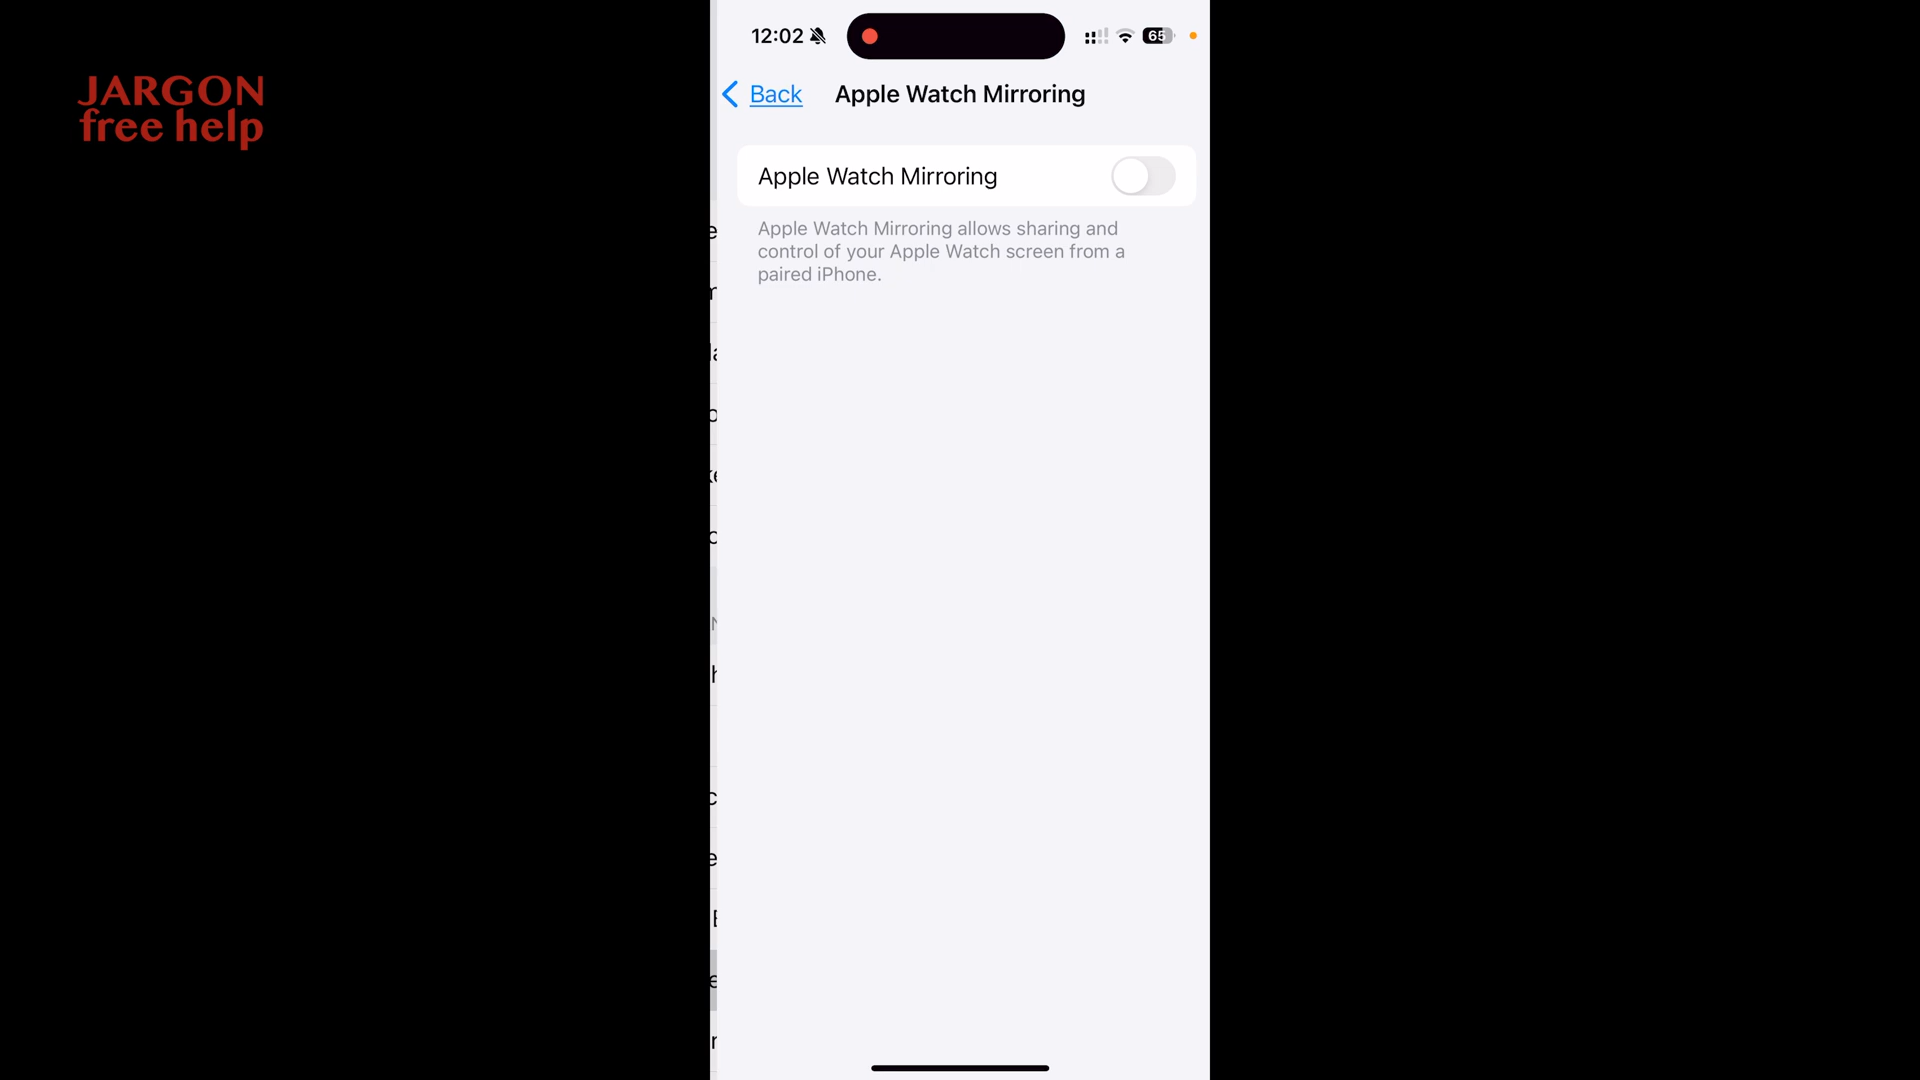 JARGON
free help
12:02
65
Back
Apple Watch Mirroring
Apple Watch Mirroring
Apple Watch Mirroring allows sharing and
control of your Apple Watch screen from a
paired iPhone.